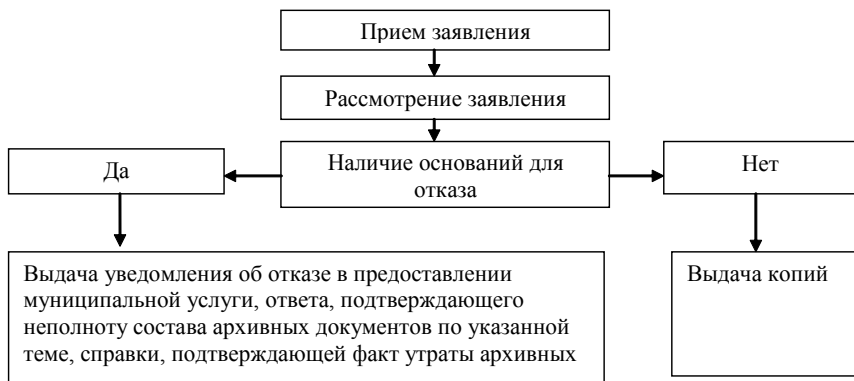 Прием заявления
Рассмотрение заявления
Наличие оснований для
отказа
Да
Нет
Выдача уведомления об отказе в предоставлении
муниципальной услуги, ответа, подтверждающего
неполноту состава архивных документов по указанной
теме, справки, подтверждающей факт утраты архивных
Выдача копий